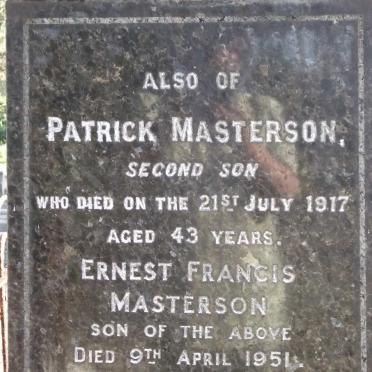 ALSO OF
PATRICK MASTERSON,
SECOND SON
WHO DIED ON THE 21ST JULY 1917
AGED 43 YEARS.
ERNEST FRANCIS
MASTERSON
SON OF THE ABOVE
DIED 9TH APRIL 1951.